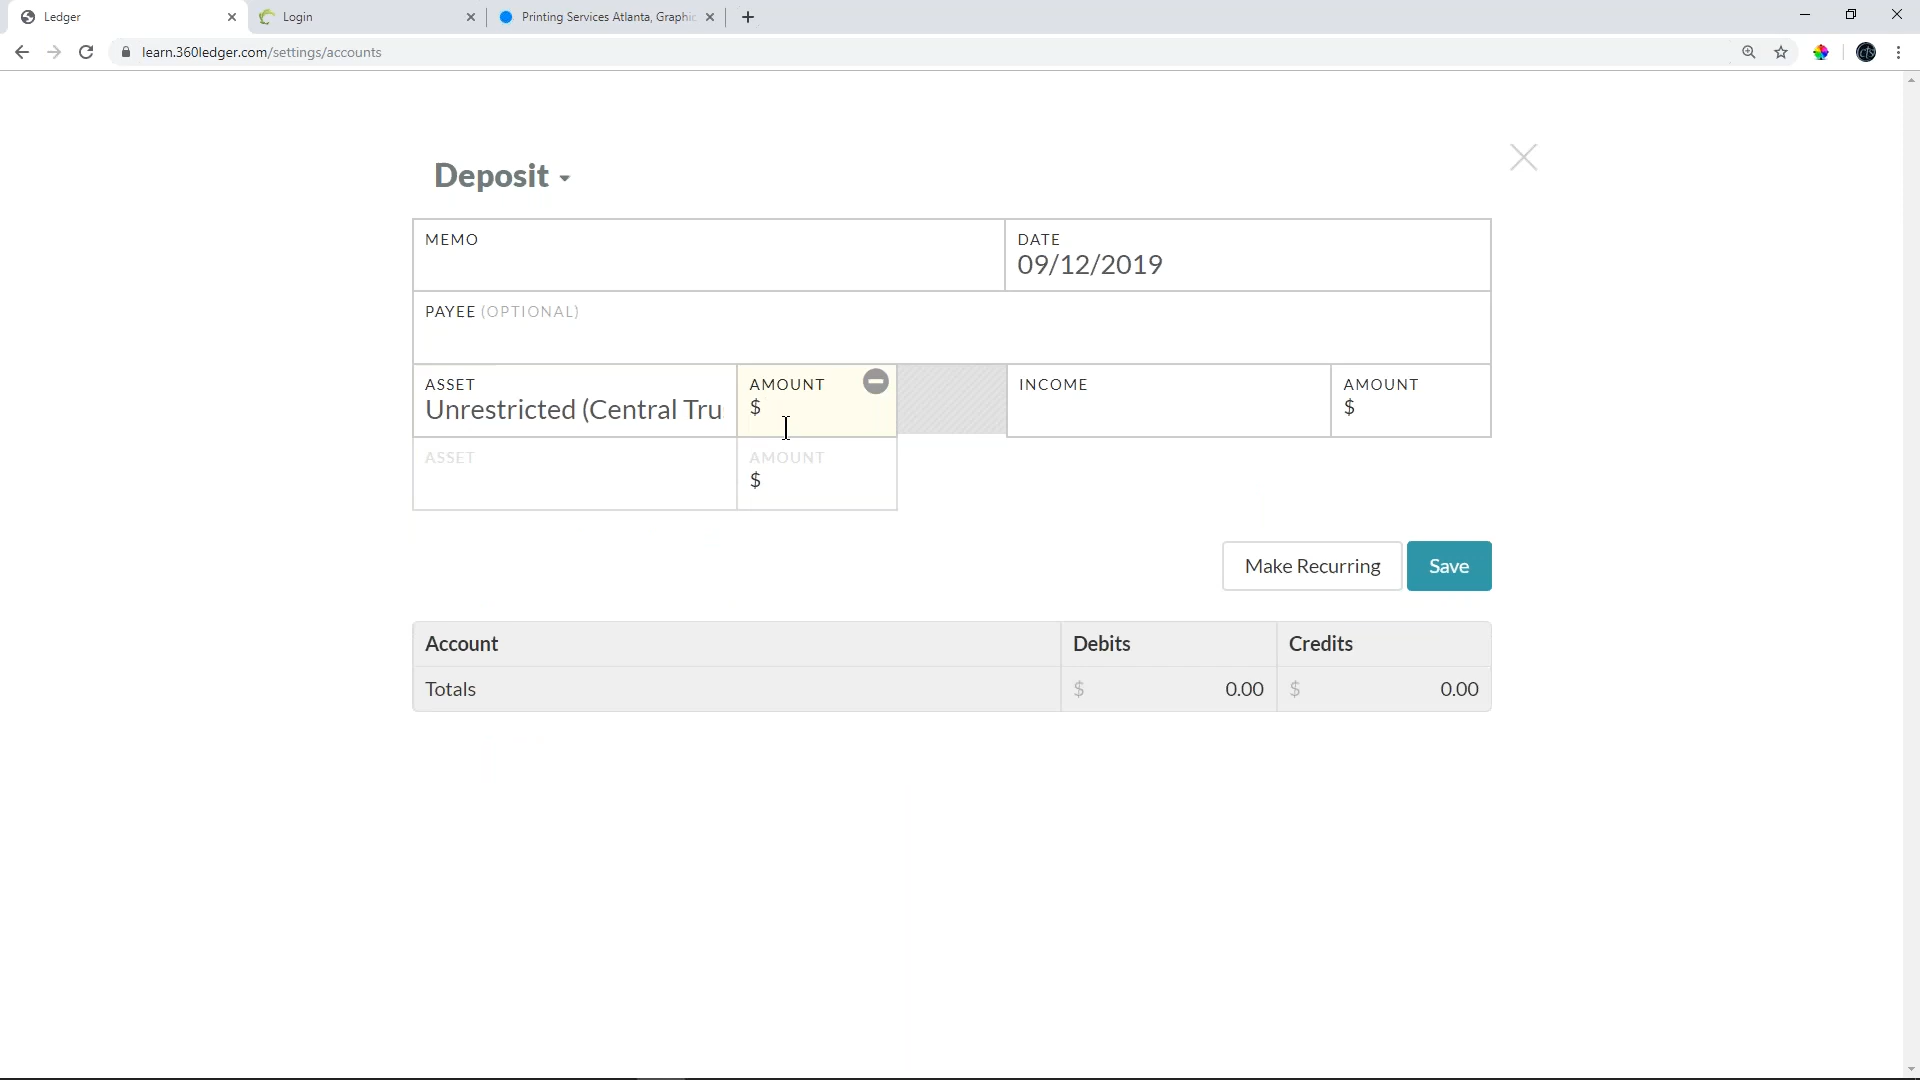 Ledger
Login
Printing Services Atlanta, Graphic
learn.360ledger.com/settings/accounts
Deposit
MEMO
DATE
09/12/2019
PAYEE (OPTIONAL)
ASSET
Unrestricted (Central Tru
AMOUNT
$
INCOME
AMOUNT
$
ASSET
AMOUNT
$
Make Recurring
Save
Account Debits Credits
Totals $ 0.00 $ 0.00